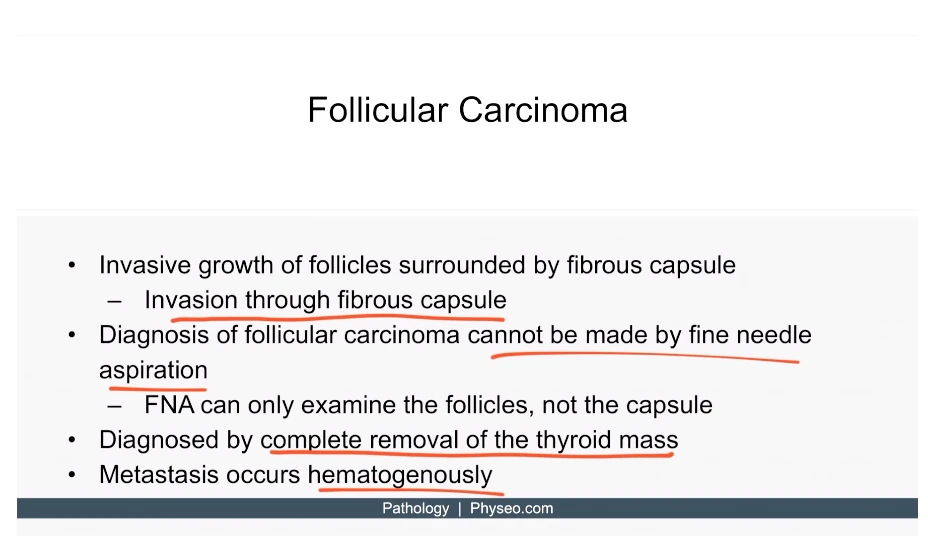 Follicular Carcinoma
• Invasive growth of follicles surrounded by fibrous capsule
– Invasion through fibrous capsule
• Diagnosis of follicular carcinoma cannot be made by fine needle
aspiration
– FNA can only examine the follicles, not the capsule
• Diagnosed by complete removal of the thyroid mass
• Metastasis occurs hematogenously
Pathology | Physeo.com